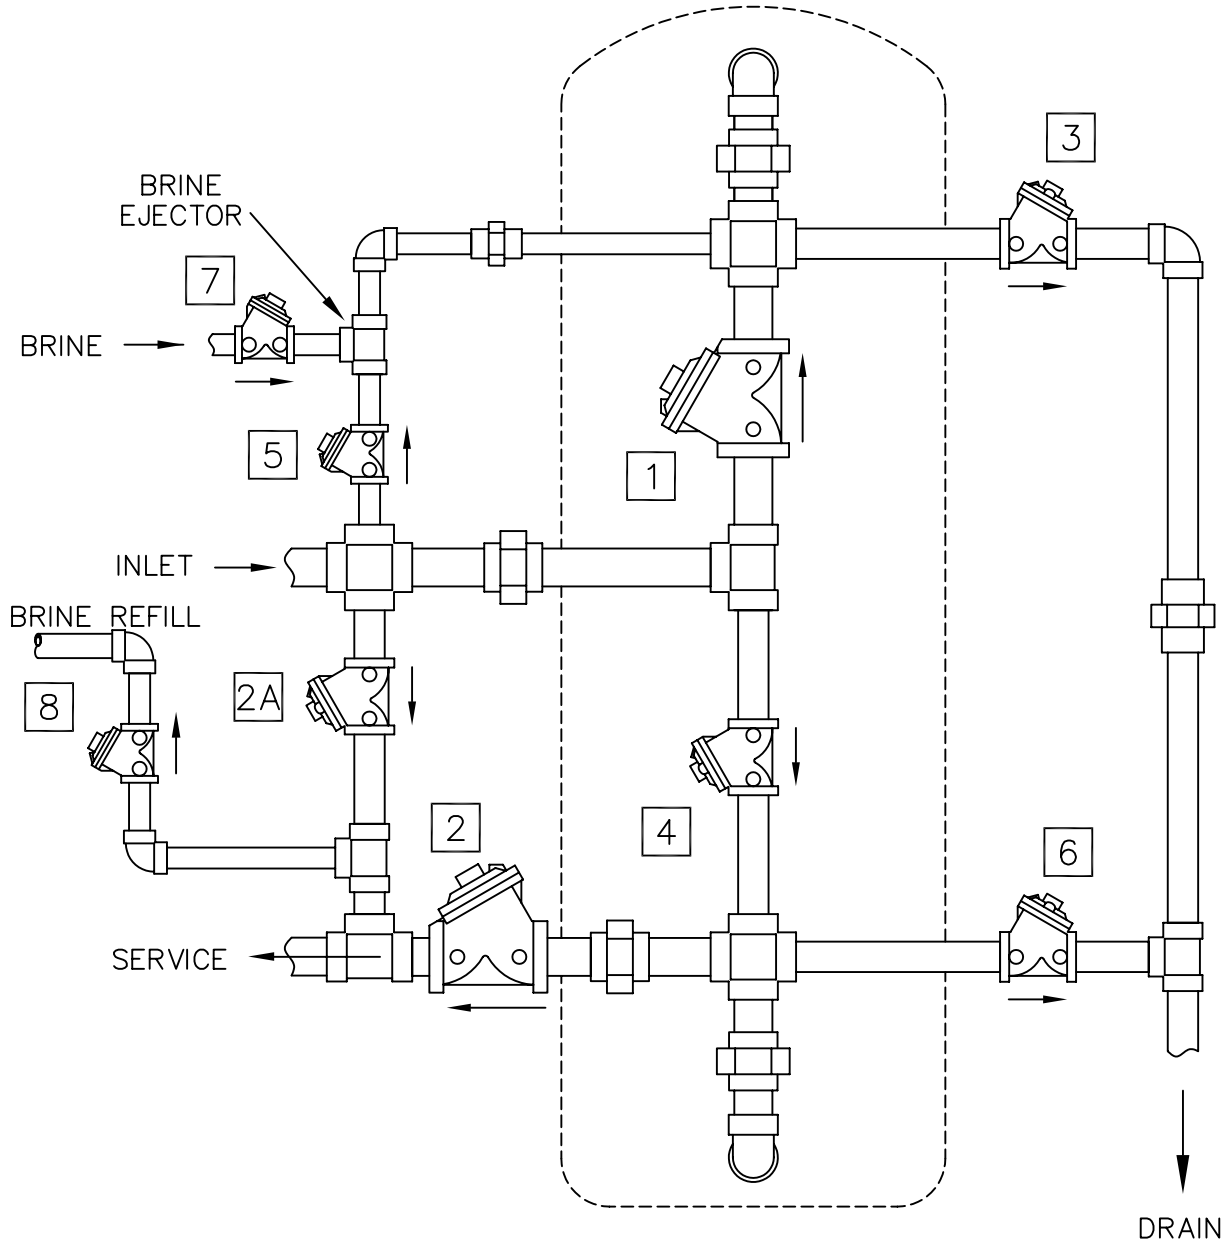 3
BRINE
EJECTOR
7
BRINE
5
1
INLET
BRINE REFILL
8
2A
2
4
6
SERVICE
DRAIN